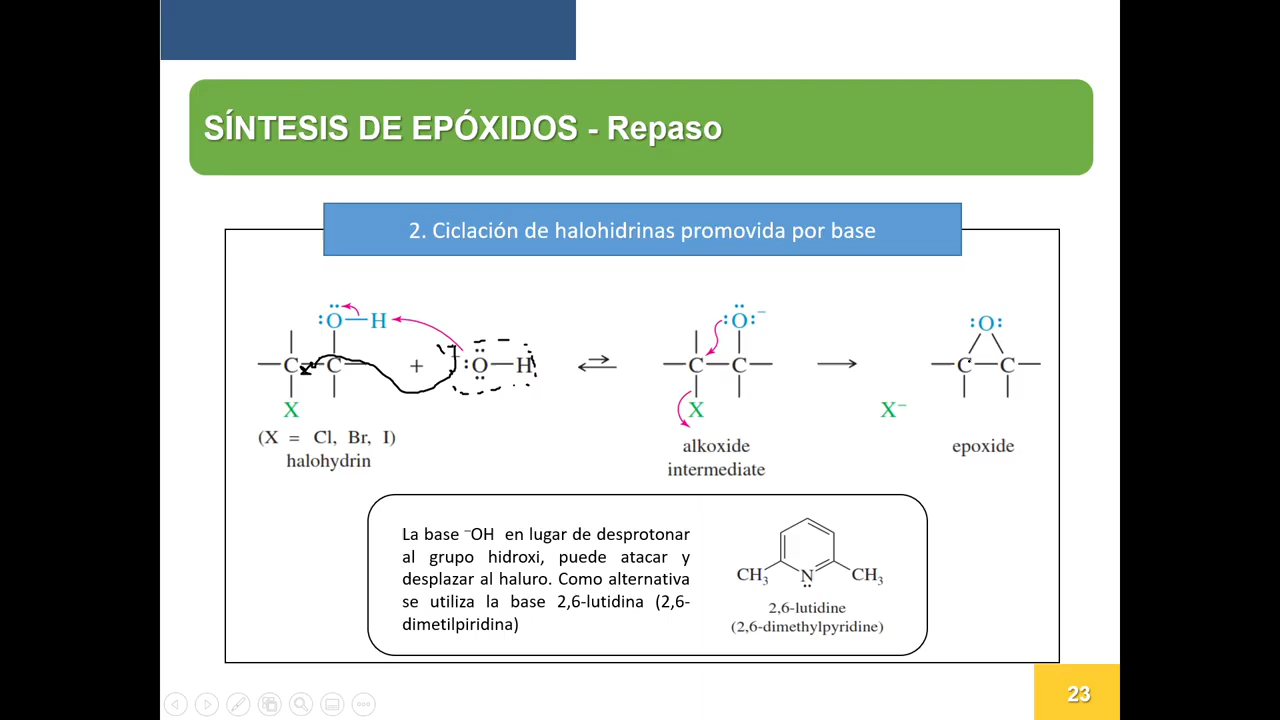 SÍNTESIS DE EPÓXIDOS - Repaso
2. Ciclación de halohidrinas promovida por base
:O—H
:O:⁻
:O:
—C—C— + ⁻:O—H ⇌ —C—C— → C—C
X
X
X⁻
(X = Cl, Br, I)
halohydrin
alkoxide
intermediate
epoxide
La base ⁻OH en lugar de desprotonar
al grupo hidroxi, puede atacar y
desplazar al haluro. Como alternativa
se utiliza la base 2,6-lutidina (2,6-
dimetilpiridina)
CH₃ N CH₃
2,6-lutidine
(2,6-dimethylpyridine)
23